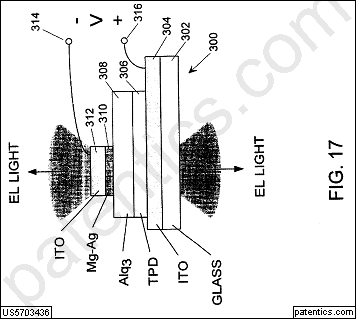 314
- V +
316
304
302
308
306
300
312
310
EL LIGHT
EL LIGHT
ITO
Mg-Ag
Alq3
TPD
ITO
GLASS
FIG. 17
patentics.com
US5703436
patentics.com